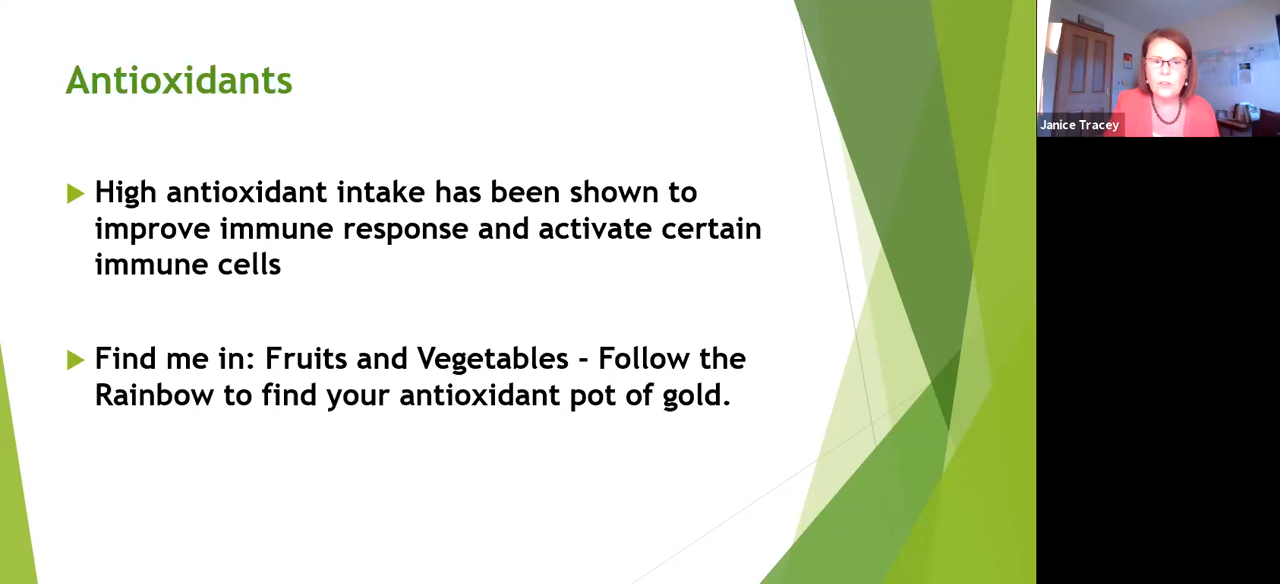 Antioxidants
High antioxidant intake has been shown to
improve immune response and activate certain
immune cells
Find me in: Fruits and Vegetables - Follow the
Rainbow to find your antioxidant pot of gold.
Janice Tracey